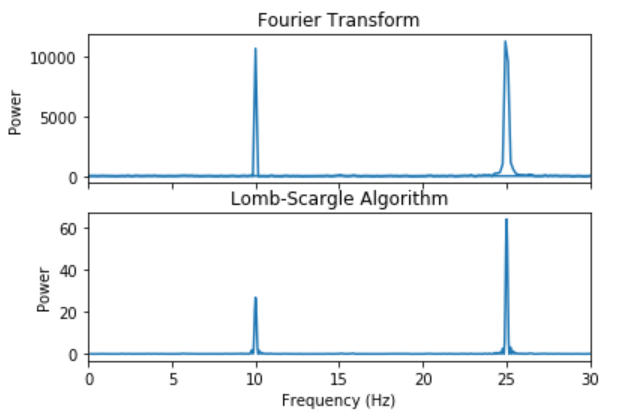 Fourier Transform
10000
5000
0
Power
Lomb-Scargle Algorithm
60
40
20
0
Power
0 5 10 15 20 25 30
Frequency (Hz)